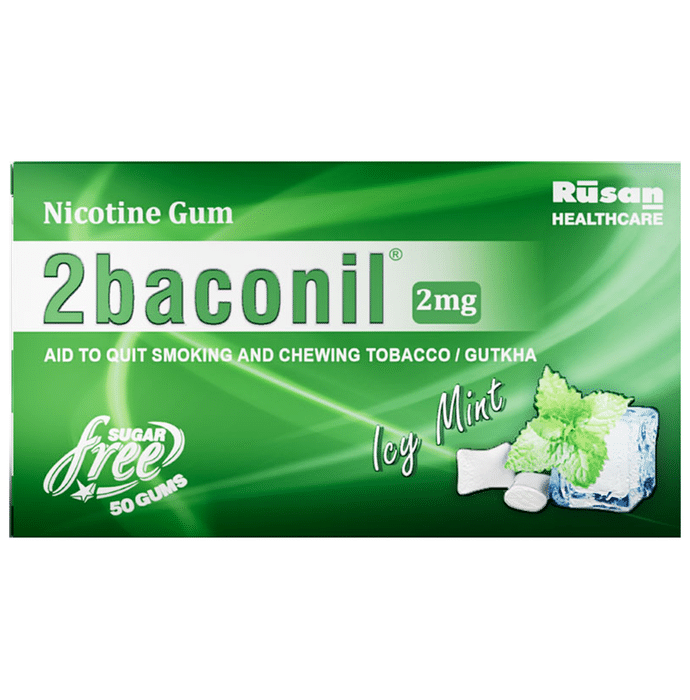 Nicotine Gum
Rūsan
HEALTHCARE
2baconil®
2mg
AID TO QUIT SMOKING AND CHEWING TOBACCO / GUTKHA
Icy Mint
SUGAR
free
50 GUMS